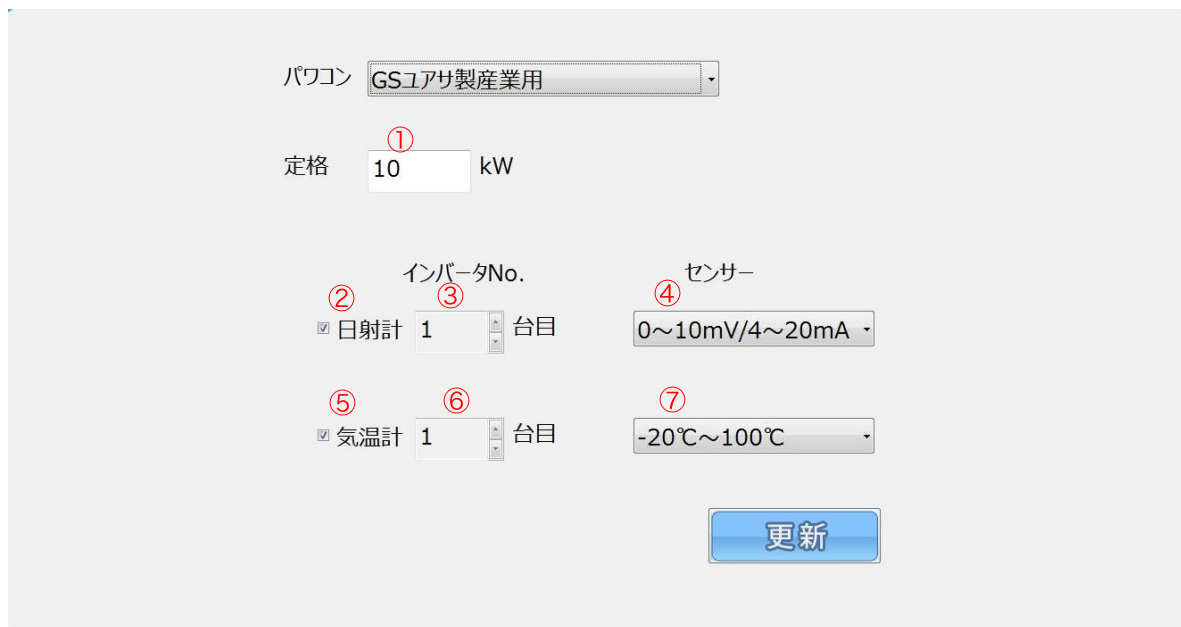 パワコン GSユアサ製産業用
①
定格 10 kW
インバータNo. センサー
② ③ ④
日射計 1 台目 0～10mV/4～20mA
⑤ ⑥ ⑦
気温計 1 台目 -20℃～100℃
更新